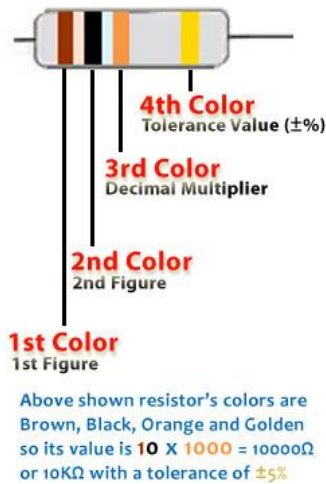 4th Color
Tolerance Value (±%)
3rd Color
Decimal Multiplier
2nd Color
2nd Figure
1st Color
1st Figure
Above shown resistor's colors are
Brown, Black, Orange and Golden
so its value is 10 X 1000 = 10000Ω
or 10KΩ with a tolerance of ±5%